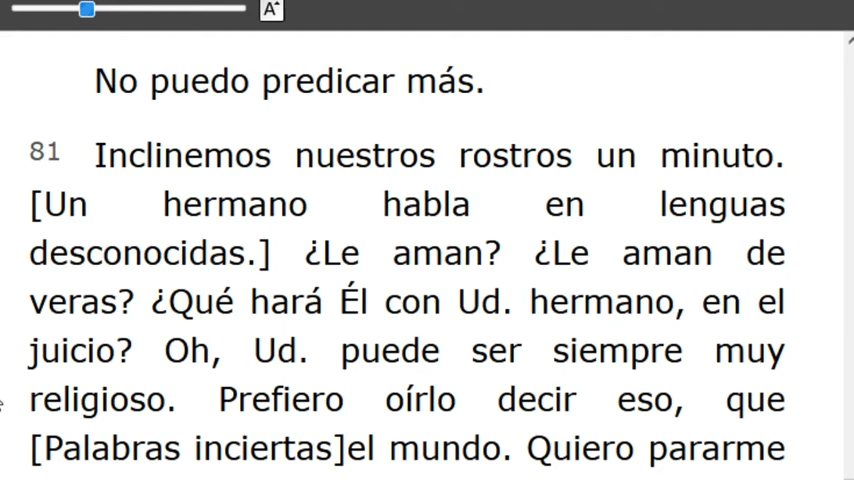 A
No puedo predicar más.
81 Inclinemos nuestros rostros un minuto.
[Un hermano habla en lenguas
desconocidas.] ¿Le aman? ¿Le aman de
veras? ¿Qué hará Él con Ud. hermano, en el
juicio? Oh, Ud. puede ser siempre muy
religioso. Prefiero oírlo decir eso, que
[Palabras inciertas]el mundo. Quiero pararme